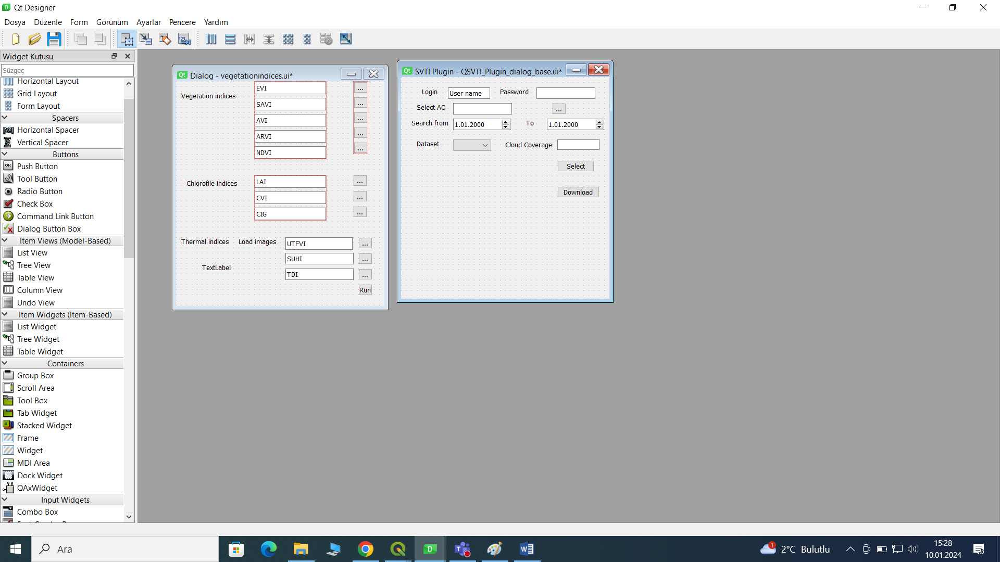 Qt Designer
Dosya Düzenle Form Görünüm Ayarlar Pencere Yardım
Widget Kutusu
Süzgeç
Horizontal Layout
Grid Layout
Form Layout
Spacers
Horizontal Spacer
Vertical Spacer
Buttons
OK Push Button
Tool Button
Radio Button
Check Box
Command Link Button
Dialog Button Box
Item Views (Model-Based)
List View
Tree View
Table View
Column View
Undo View
Item Widgets (Item-Based)
List Widget
Tree Widget
Table Widget
Containers
Group Box
Scroll Area
Tool Box
Tab Widget
Stacked Widget
Frame
Widget
MDI Area
Dock Widget
QAxWidget
Input Widgets
Combo Box
Qt Dialog - vegetationindices.ui*
Vegetation indices
EVI ...
SAVI ...
AVI ...
ARVI ...
NDVI ...
Chlorofile indices
LAI ...
CVI ...
CIG ...
Thermal indices Load images UTFVI ...
SUHI ...
TextLabel
TDI ...
Run
Qt SVTI Plugin - QSVTI_Plugin_dialog_base.ui*
Login User name Password
Select AO ...
Search from 1.01.2000 To 1.01.2000
Dataset Cloud Coverage
Select
Download
Ara
1 2°C Bulutlu
15:28
10.01.2024